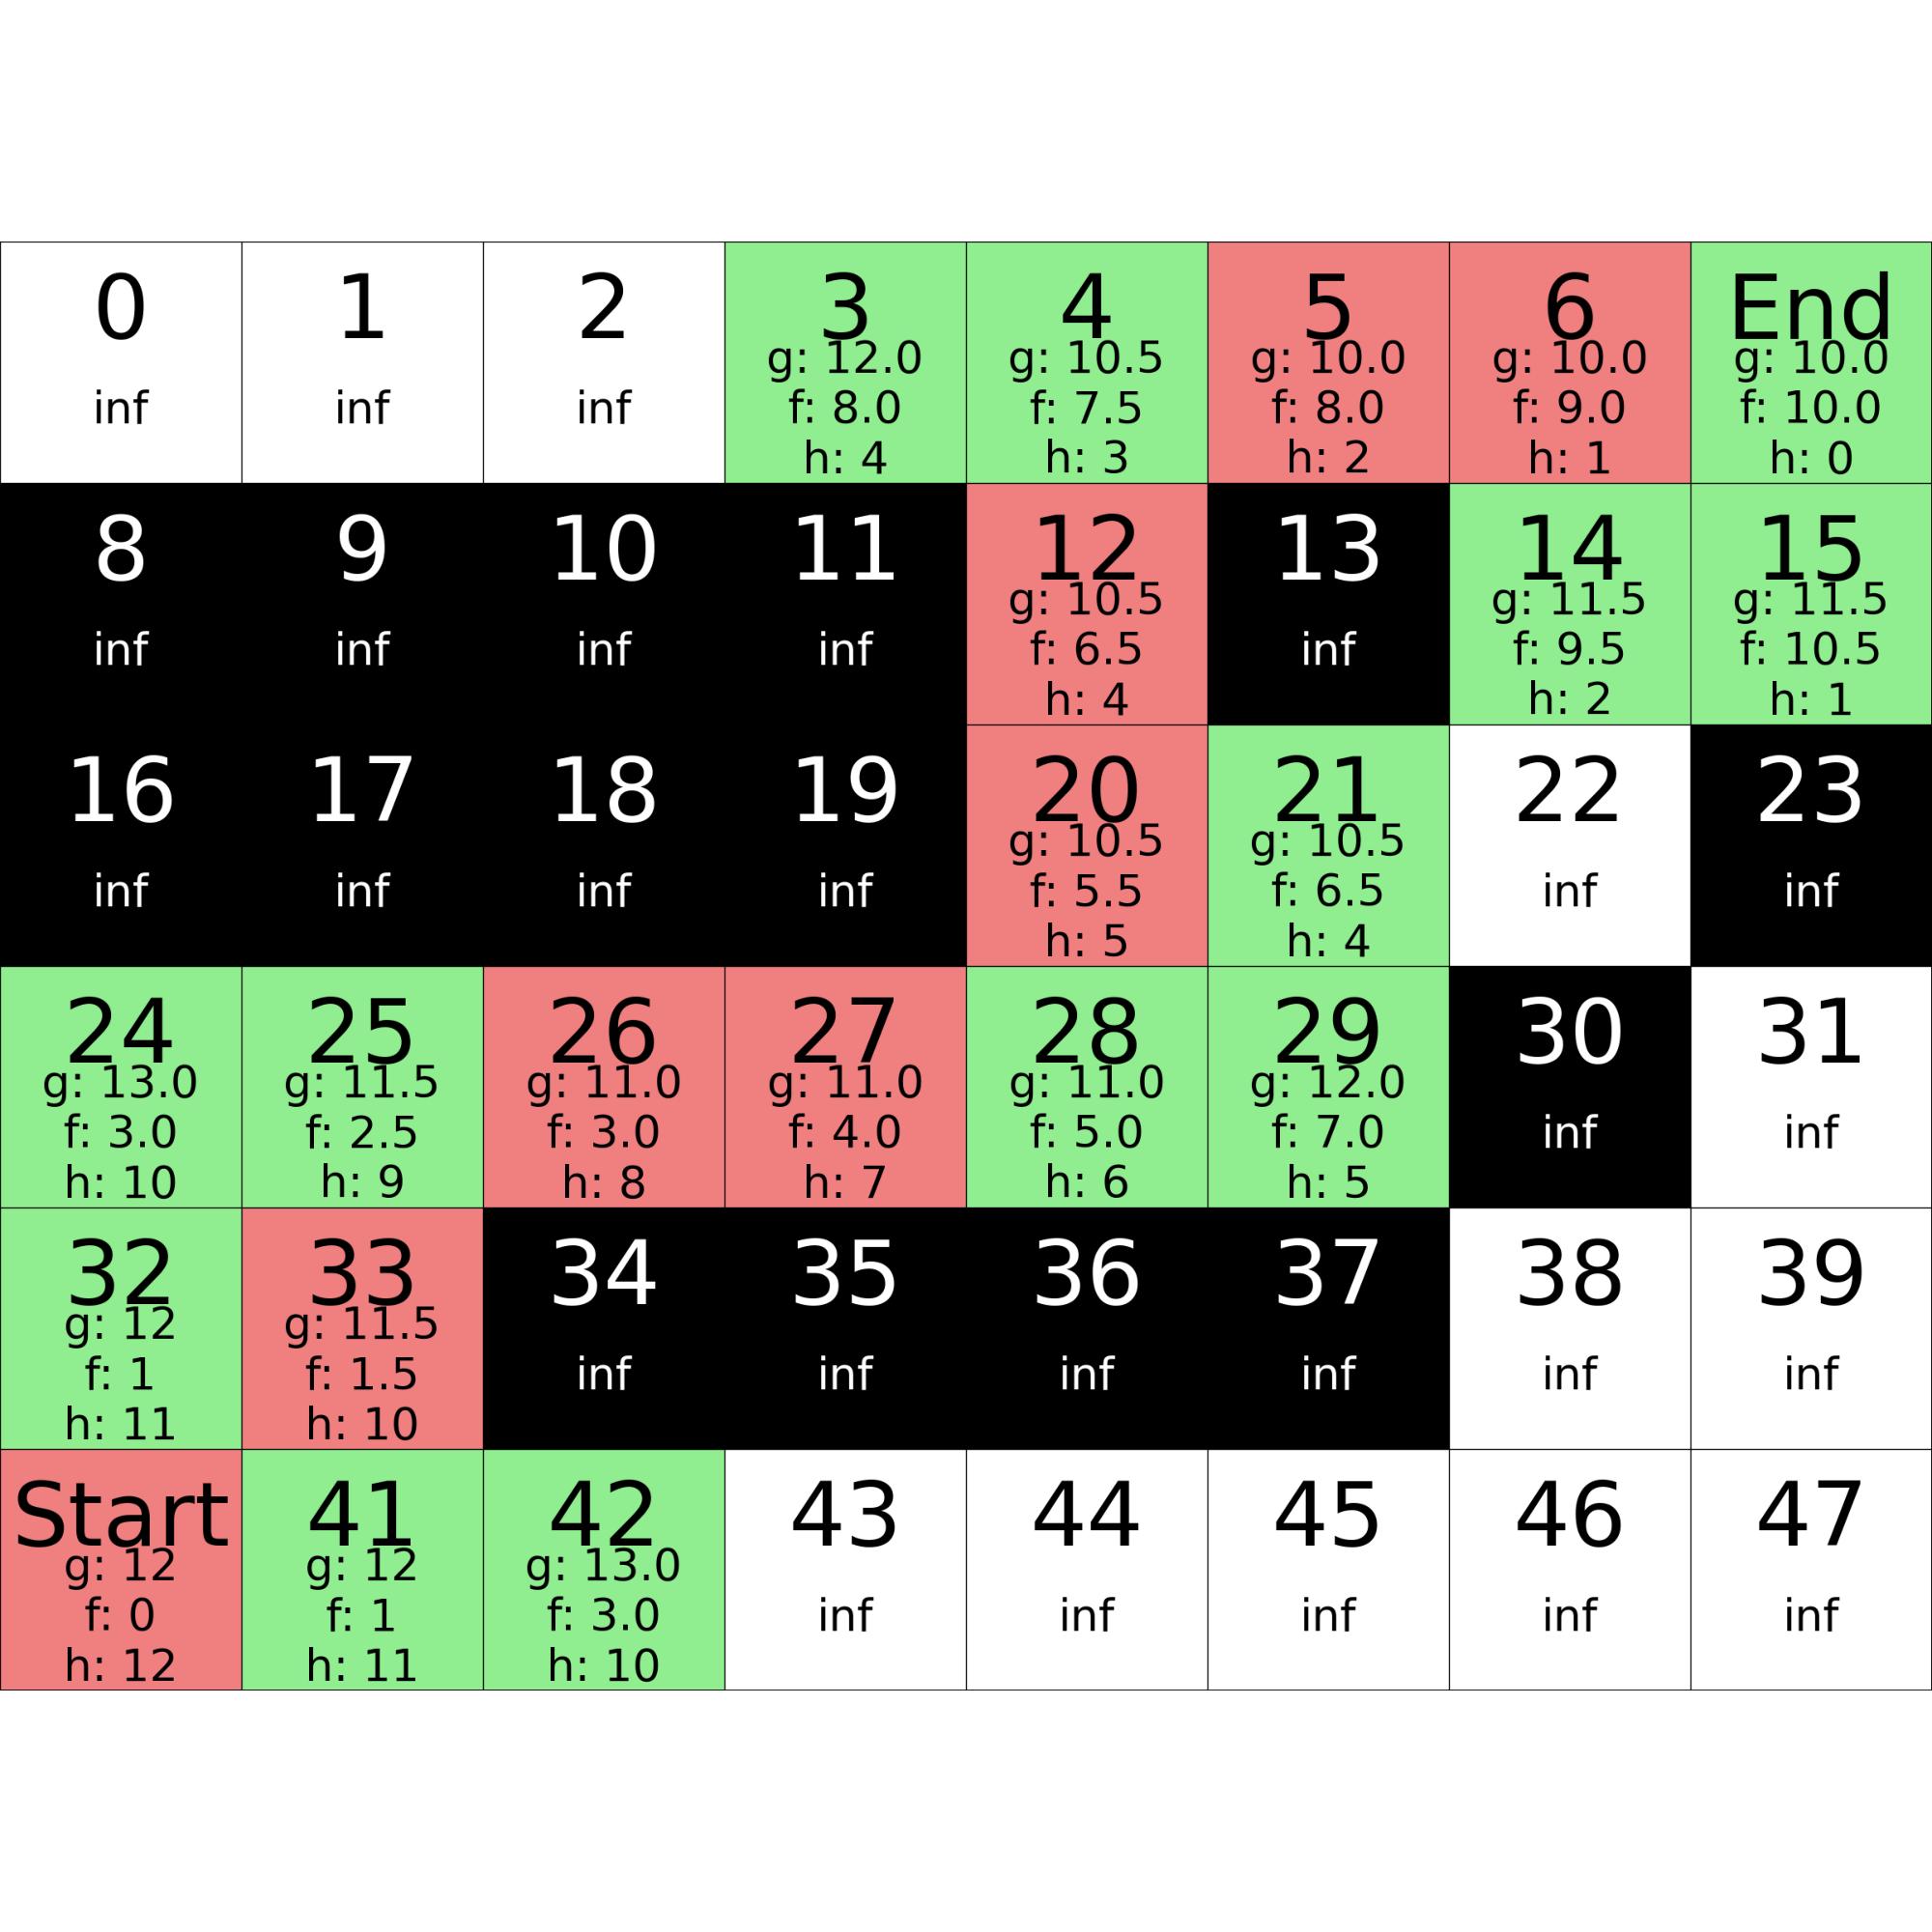 0 1 2 3 4 5 6 End
g: 12.0 g: 10.5 g: 10.0 g: 10.0 g: 10.0
inf inf inf f: 8.0 f: 7.5 f: 8.0 f: 9.0 f: 10.0
h: 4 h: 3 h: 2 h: 1 h: 0
8 9 10 11 12 13 14 15
g: 10.5 g: 11.5 g: 11.5
inf inf inf inf f: 6.5 inf f: 9.5 f: 10.5
h: 4 h: 2 h: 1
16 17 18 19 20 21 22 23
g: 10.5 g: 10.5
inf inf inf inf f: 5.5 f: 6.5 inf inf
h: 5 h: 4
24 25 26 27 28 29 30 31
g: 13.0 g: 11.5 g: 11.0 g: 11.0 g: 11.0 g: 12.0
f: 3.0 f: 2.5 f: 3.0 f: 4.0 f: 5.0 f: 7.0 inf inf
h: 10 h: 9 h: 8 h: 7 h: 6 h: 5
32 33 34 35 36 37 38 39
g: 12 g: 11.5
f: 1 f: 1.5 inf inf inf inf inf inf
h: 11 h: 10
Start 41 42 43 44 45 46 47
g: 12 g: 12 g: 13.0
f: 0 f: 1 f: 3.0 inf inf inf inf inf
h: 12 h: 11 h: 10